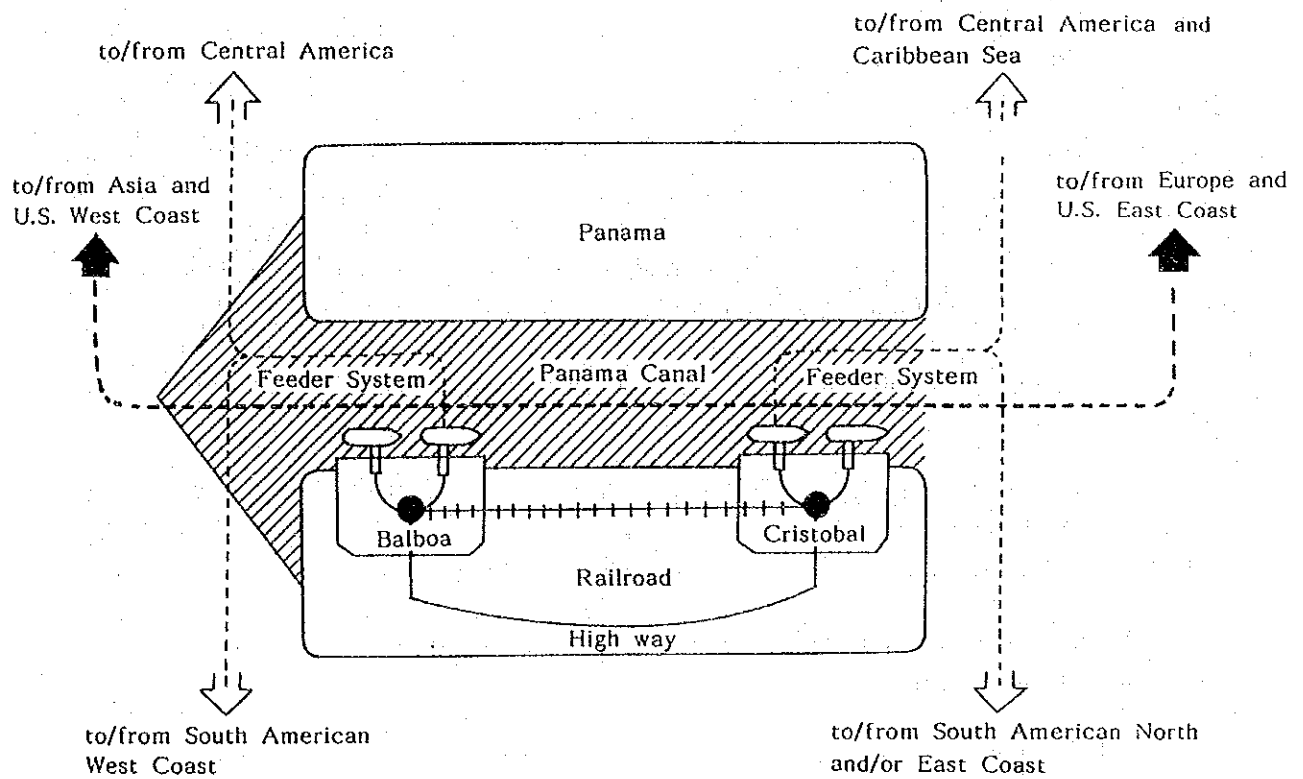 to/from Central America
to/from Central America and
Caribbean Sea
to/from Asia and
U.S. West Coast
to/from Europe and
U.S. East Coast
Panama
Feeder System
Panama Canal
Feeder System
Balboa
Cristobal
Railroad
High way
to/from South American
West Coast
to/from South American North
and/or East Coast